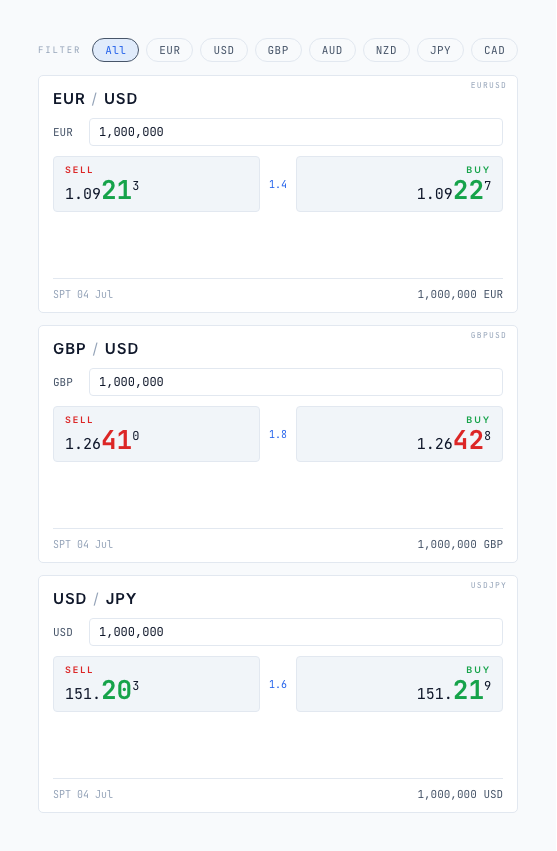 FILTER All EUR USD GBP AUD NZD JPY CAD
EURUSD
EUR / USD
EUR 1,000,000
SELL BUY
1.09213 1.4 1.09227
SPT 04 Jul 1,000,000 EUR
GBPUSD
GBP / USD
GBP 1,000,000
SELL BUY
1.26410 1.8 1.26428
SPT 04 Jul 1,000,000 GBP
USDJPY
USD / JPY
USD 1,000,000
SELL BUY
151.203 1.6 151.219
SPT 04 Jul 1,000,000 USD